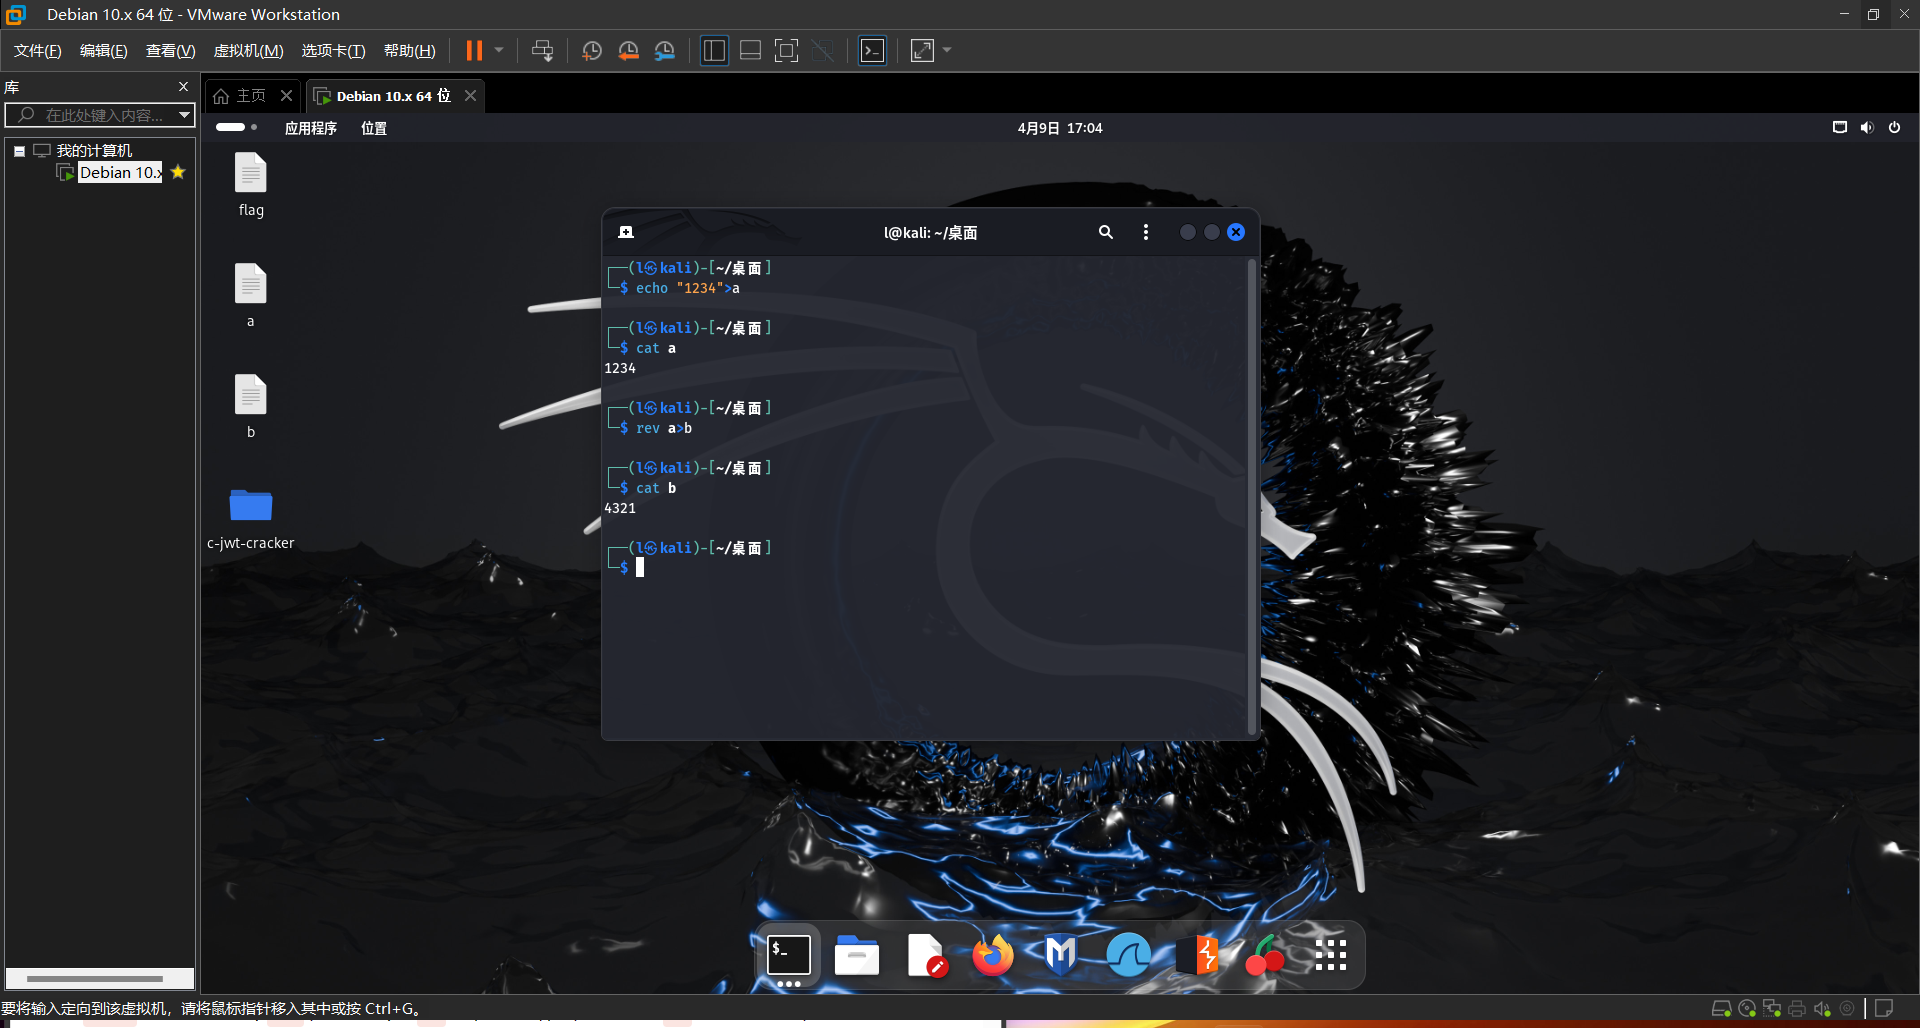 Debian 10.x 64 位 - VMware Workstation
文件(F) 编辑(E) 查看(V) 虚拟机(M) 选项卡(T) 帮助(H)
库
主页
Debian 10.x 64 位
在此处键入内容...
应用程序 位置
4月9日 17:04
我的计算机
Debian 10.x
flag
a
b
c-jwt-cracker
l@kali: ~/桌面
┌──(l㉿kali)-[~/桌面]
└─$ echo "1234">a
┌──(l㉿kali)-[~/桌面]
└─$ cat a
1234
┌──(l㉿kali)-[~/桌面]
└─$ rev a>b
┌──(l㉿kali)-[~/桌面]
└─$ cat b
4321
┌──(l㉿kali)-[~/桌面]
└─$
要将输入定向到该虚拟机，请将鼠标指针移入其中或按 Ctrl+G。